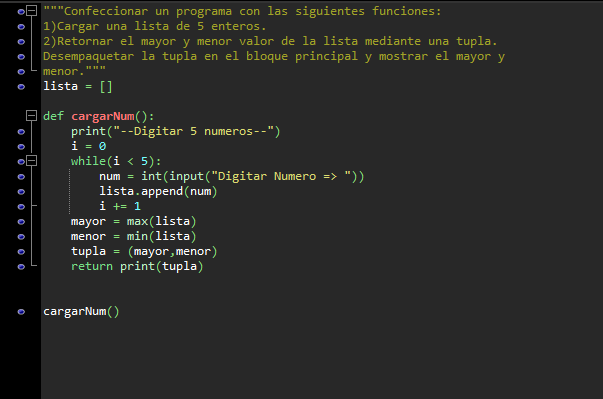 """Confeccionar un programa con las siguientes funciones:
1)Cargar una lista de 5 enteros.
2)Retornar el mayor y menor valor de la lista mediante una tupla.
Desempaquetar la tupla en el bloque principal y mostrar el mayor y
menor."""
lista = []

def cargarNum():
    print("--Digitar 5 numeros--")
    i = 0
    while(i < 5):
        num = int(input("Digitar Numero => "))
        lista.append(num)
        i += 1
    mayor = max(lista)
    menor = min(lista)
    tupla = (mayor,menor)
    return print(tupla)


cargarNum()